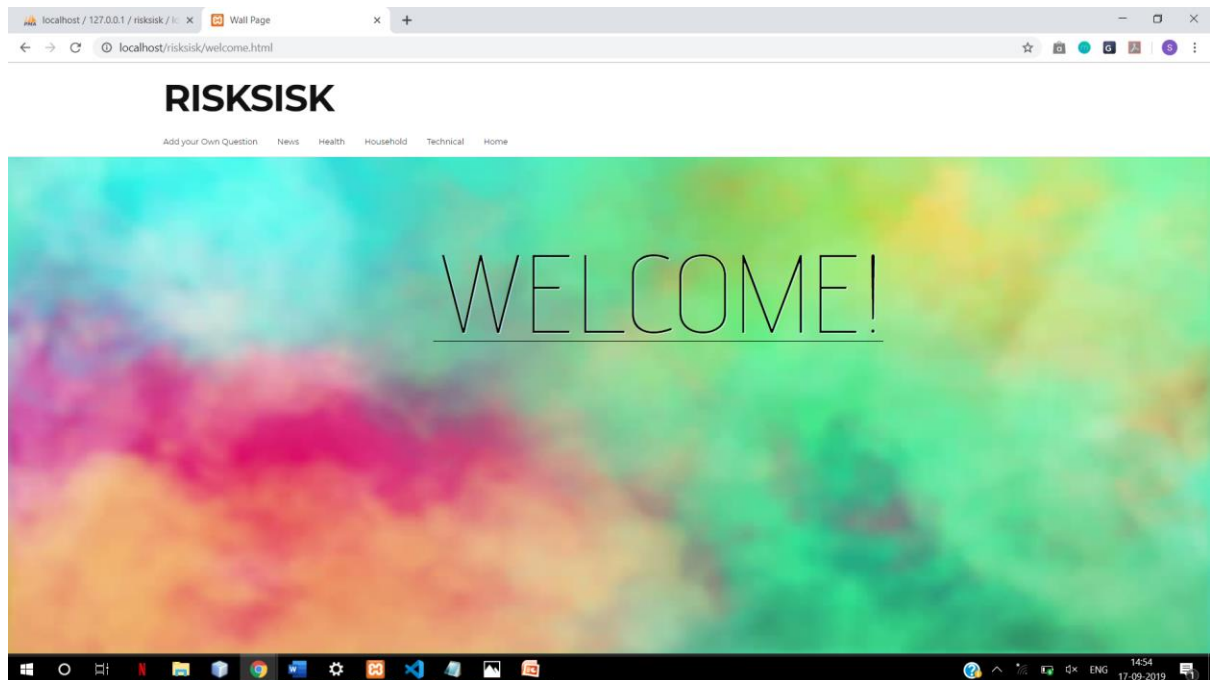 localhost / 127.0.0.1 / risksisk / lo
Wall Page
localhost/risksisk/welcome.html
RISKSISK
Add your Own Question News Health Household Technical Home
WELCOME!
ENG
14:54
17-09-2019